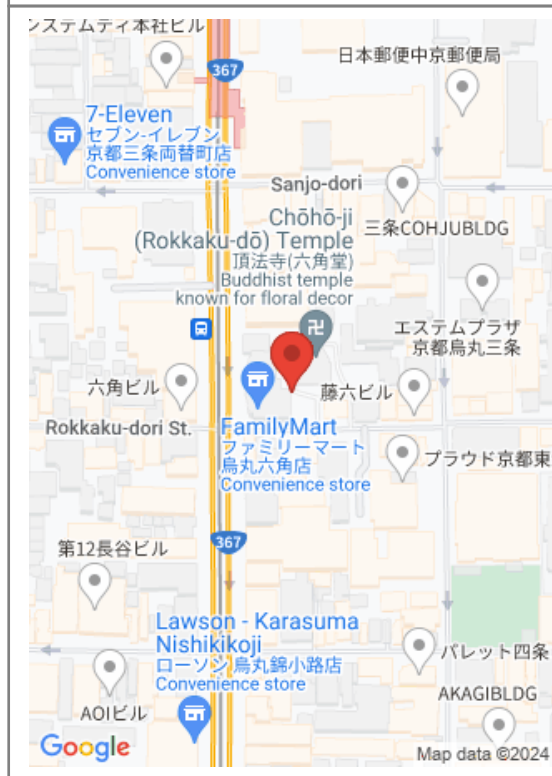 システムティ本社ビル
367
日本郵便中京郵便局
7-Eleven
セブン-イレブン
京都三条両替町店
Convenience store
Sanjo-dori
三条COHJUBLDG
Chōhō-ji
(Rokkaku-dō) Temple
頂法寺(六角堂)
Buddhist temple
known for floral decor
エステムプラザ
京都烏丸三条
六角ビル
藤六ビル
Rokkaku-dori St.
FamilyMart
ファミリーマート
烏丸六角店
Convenience store
プラウド京都東
367
第12長谷ビル
Lawson - Karasuma
Nishikikoji
ローソン 烏丸錦小路店
Convenience store
パレット四条
AKAGIBLDG
AOIビル
Google
Map data ©2024